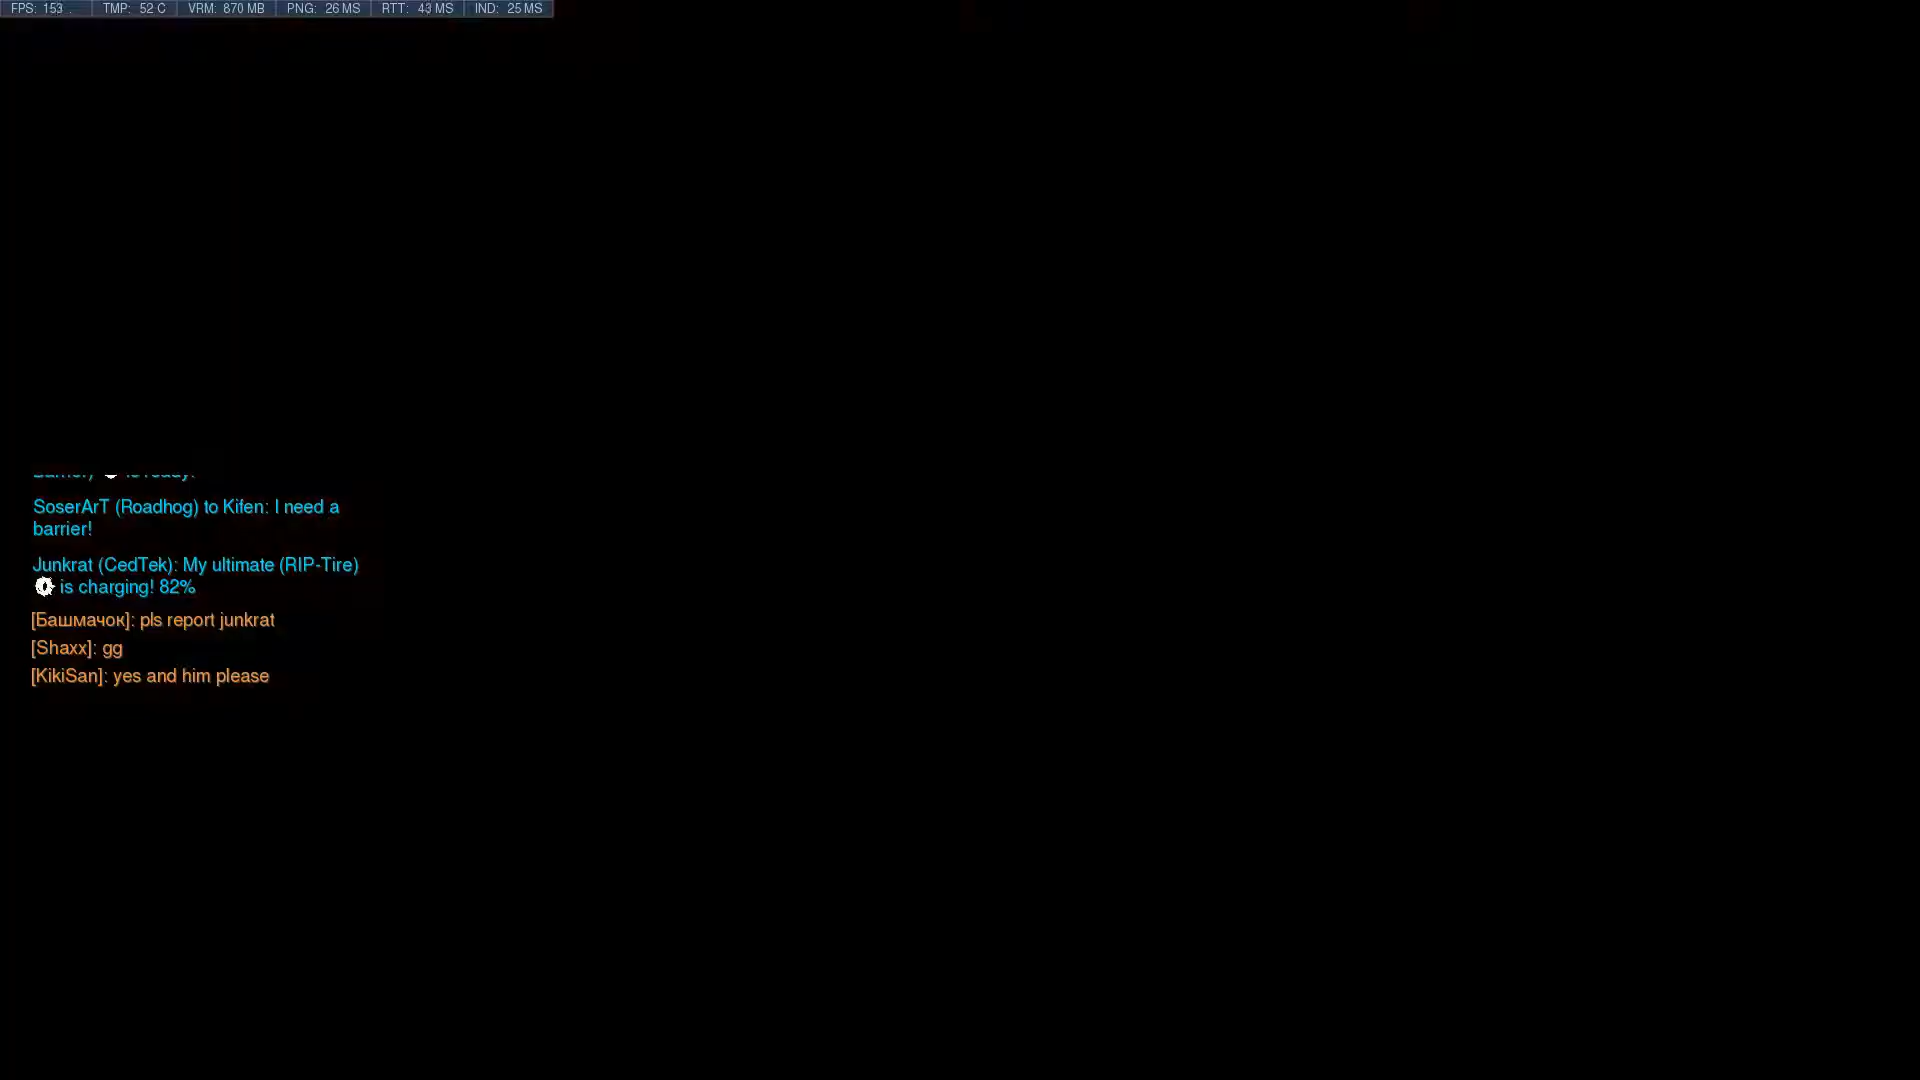 FPS: 153 TMP: 52 C VRM: 870 MB PNG: 26 MS RTT: 43 MS IND: 25 MS
SoserArT (Roadhog) to Kifen: I need a
barrier!
Junkrat (CedTek): My ultimate (RIP-Tire)
is charging! 82%
[Башмачок]: pls report junkrat
[Shaxx]: gg
[KikiSan]: yes and him please